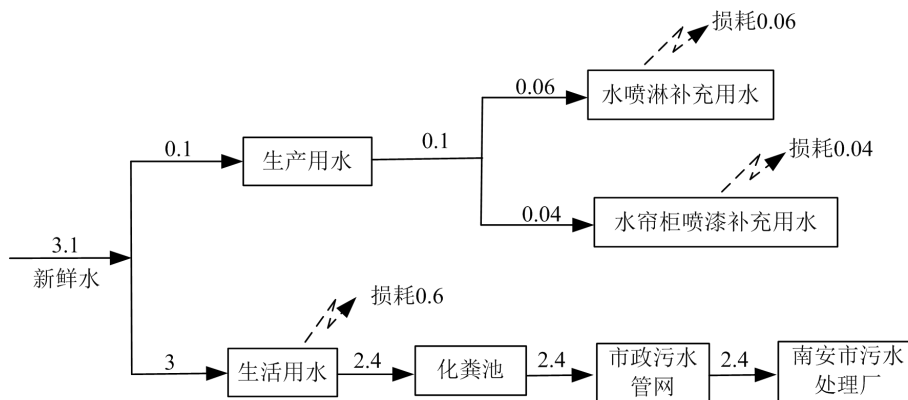 损耗0.06
0.06
水喷淋补充用水
0.1
生产用水
0.1
损耗0.04
0.04
水帘柜喷漆补充用水
3.1
新鲜水
损耗0.6
3
生活用水
2.4
化粪池
2.4
市政污水
管网
2.4
南安市污水
处理厂